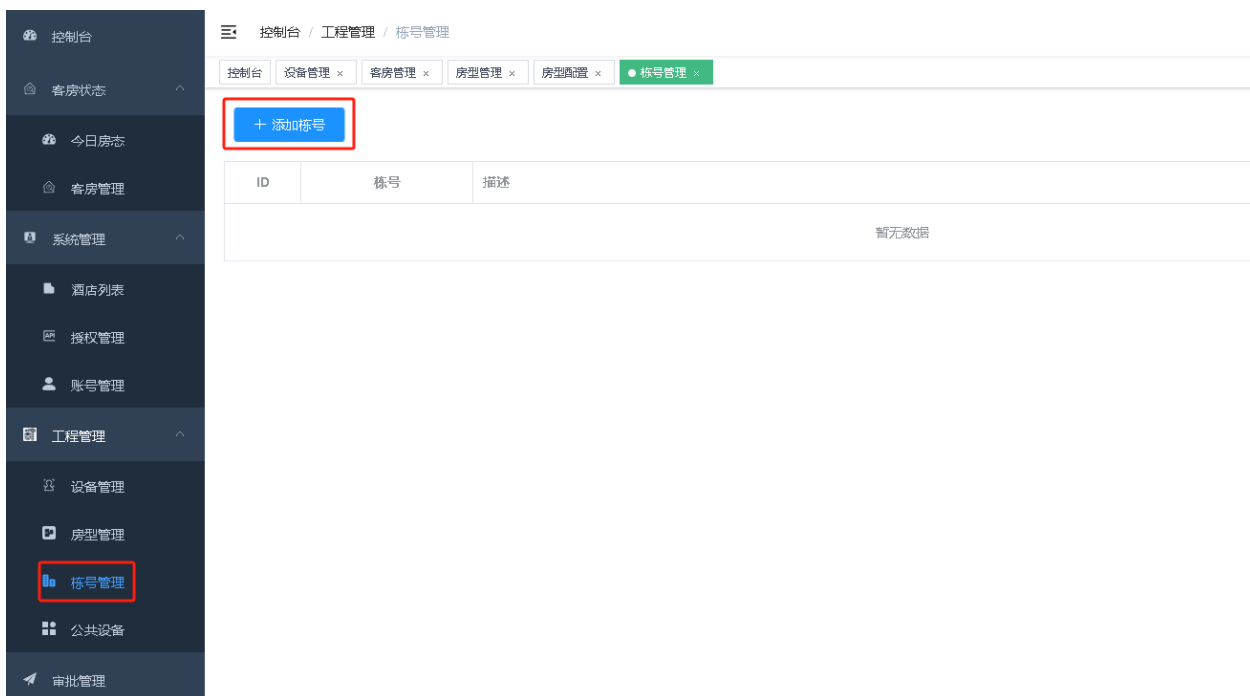 控制台
客房状态
今日房态
客房管理
系统管理
酒店列表
API 授权管理
账号管理
工程管理
设备管理
房型管理
栋号管理
公共设备
审批管理
控制台 / 工程管理 / 栋号管理
控制台 设备管理 × 客房管理 × 房型管理 × 房型配置 × 栋号管理 ×
+ 添加栋号
ID 栋号 描述
暂无数据